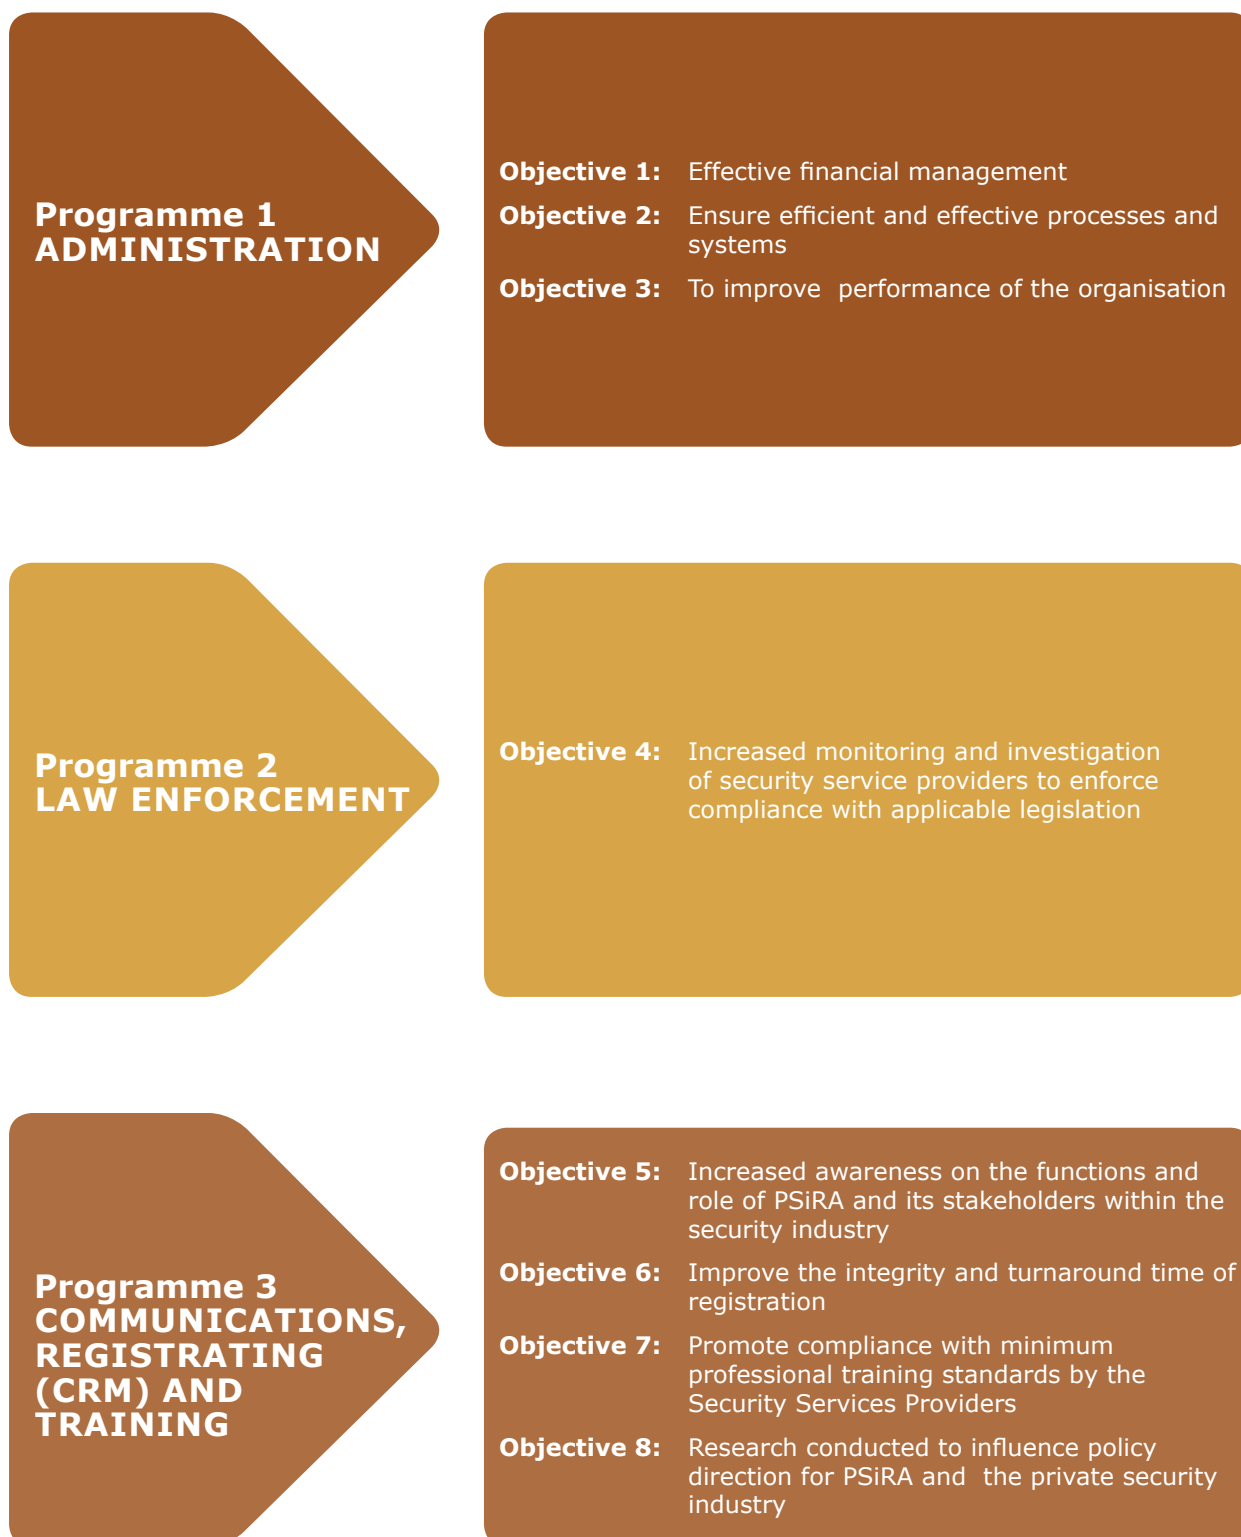 Programme 1
ADMINISTRATION
Objective 1: Effective financial management
Objective 2: Ensure efficient and effective processes and
systems
Objective 3: To improve  performance of the organisation
Programme 2
LAW ENFORCEMENT
Objective 4: Increased monitoring and investigation
of security service providers to enforce
compliance with applicable legislation
Programme 3
COMMUNICATIONS,
REGISTRATING
(CRM) AND
TRAINING
Objective 5: Increased awareness on the functions and
role of PSiRA and its stakeholders within the
security industry
Objective 6: Improve the integrity and turnaround time of
registration
Objective 7: Promote compliance with minimum
professional training standards by the
Security Services Providers
Objective 8: Research conducted to influence policy
direction for PSiRA and  the private security
industry